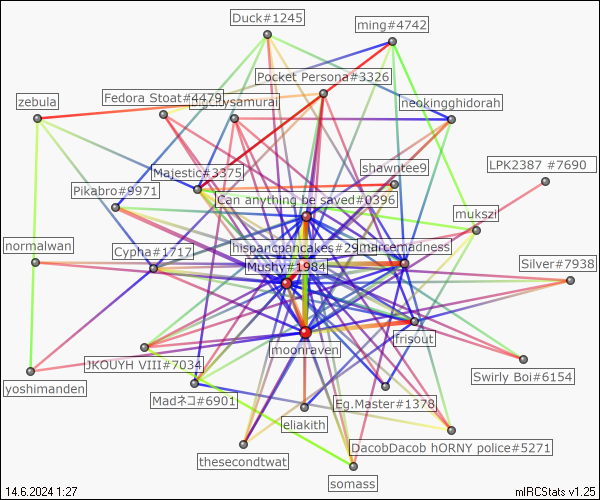 Duck#1245
ming#4742
Pocket Persona#3326
Fedora Stoat#4479
zebula
neokingghidorah
shawntee9
LPK2387 #7690
Majestic#3375
Pikabro#9971
Can anything be saved#0396
mukszi
normalwan
Cypha#1717
hispancpancakes#29
marcemadness
Mushy#1984
Silver#7938
frisout
moonraven
JKOUYH VIII#7034
Swirly Boi#6154
yoshimanden
Madネコ#6901
Eg.Master#1378
eliakith
DacobDacob hORNY police#5271
thesecondtwat
somass
14.6.2024 1:27
mIRCStats v1.25